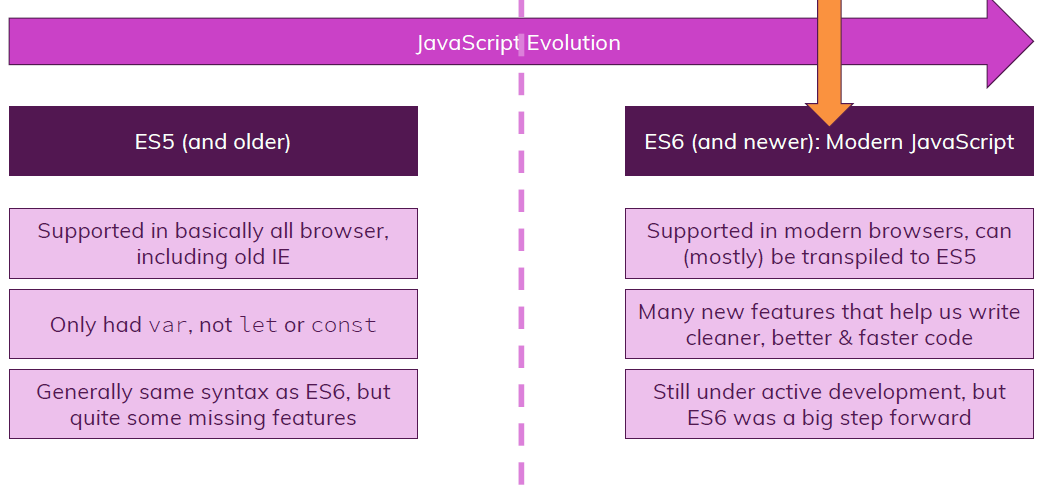 JavaScript Evolution
ES5 (and older)
Supported in basically all browser,
including old IE
Only had var, not let or const
Generally same syntax as ES6, but
quite some missing features
ES6 (and newer): Modern JavaScript
Supported in modern browsers, can
(mostly) be transpiled to ES5
Many new features that help us write
cleaner, better & faster code
Still under active development, but
ES6 was a big step forward